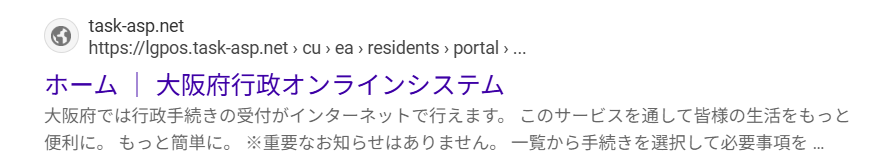 task-asp.net
https://lgpos.task-asp.net › cu › ea › residents › portal › ...
ホーム ｜ 大阪府行政オンラインシステム
大阪府では行政手続きの受付がインターネットで行えます。 このサービスを通して皆様の生活をもっと
便利に。 もっと簡単に。 ※重要なお知らせはありません。 一覧から手続きを選択して必要事項を ...